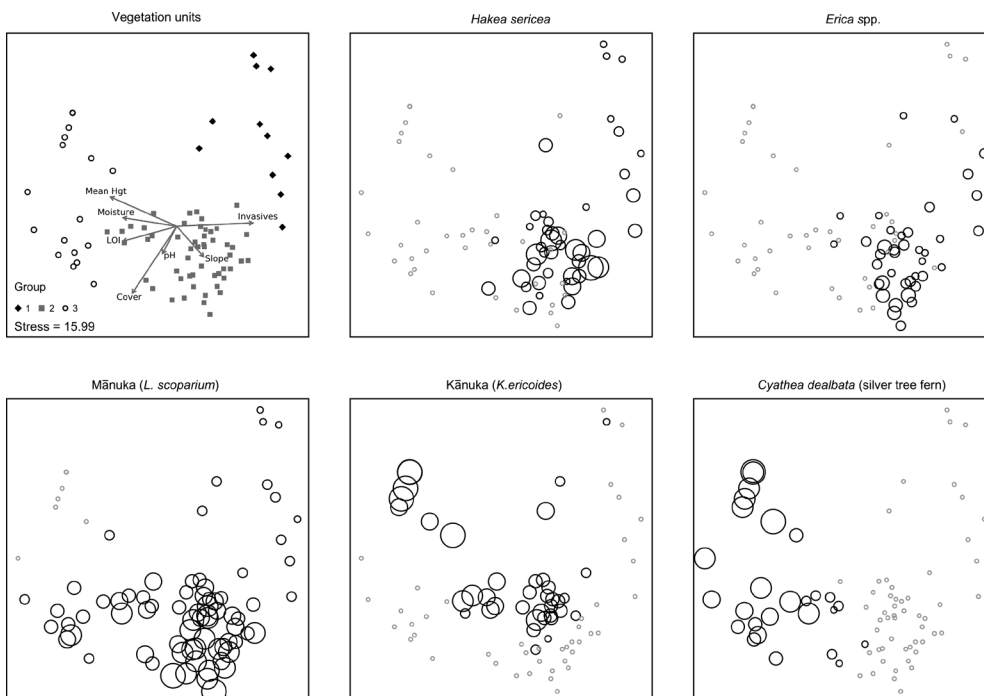 Vegetation units
Hakea sericea
Erica spp.
Mean Hgt
Moisture
LOI
pH
Cover
Slope
Invasives
Group
1 2 3
Stress = 15.99
Mānuka (L. scoparium)
Kānuka (K.ericoides)
Cyathea dealbata (silver tree fern)